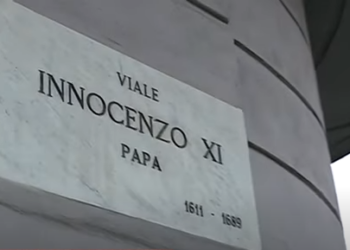 VIALE
INNOCENZO XI
PAPA
1611 - 1689